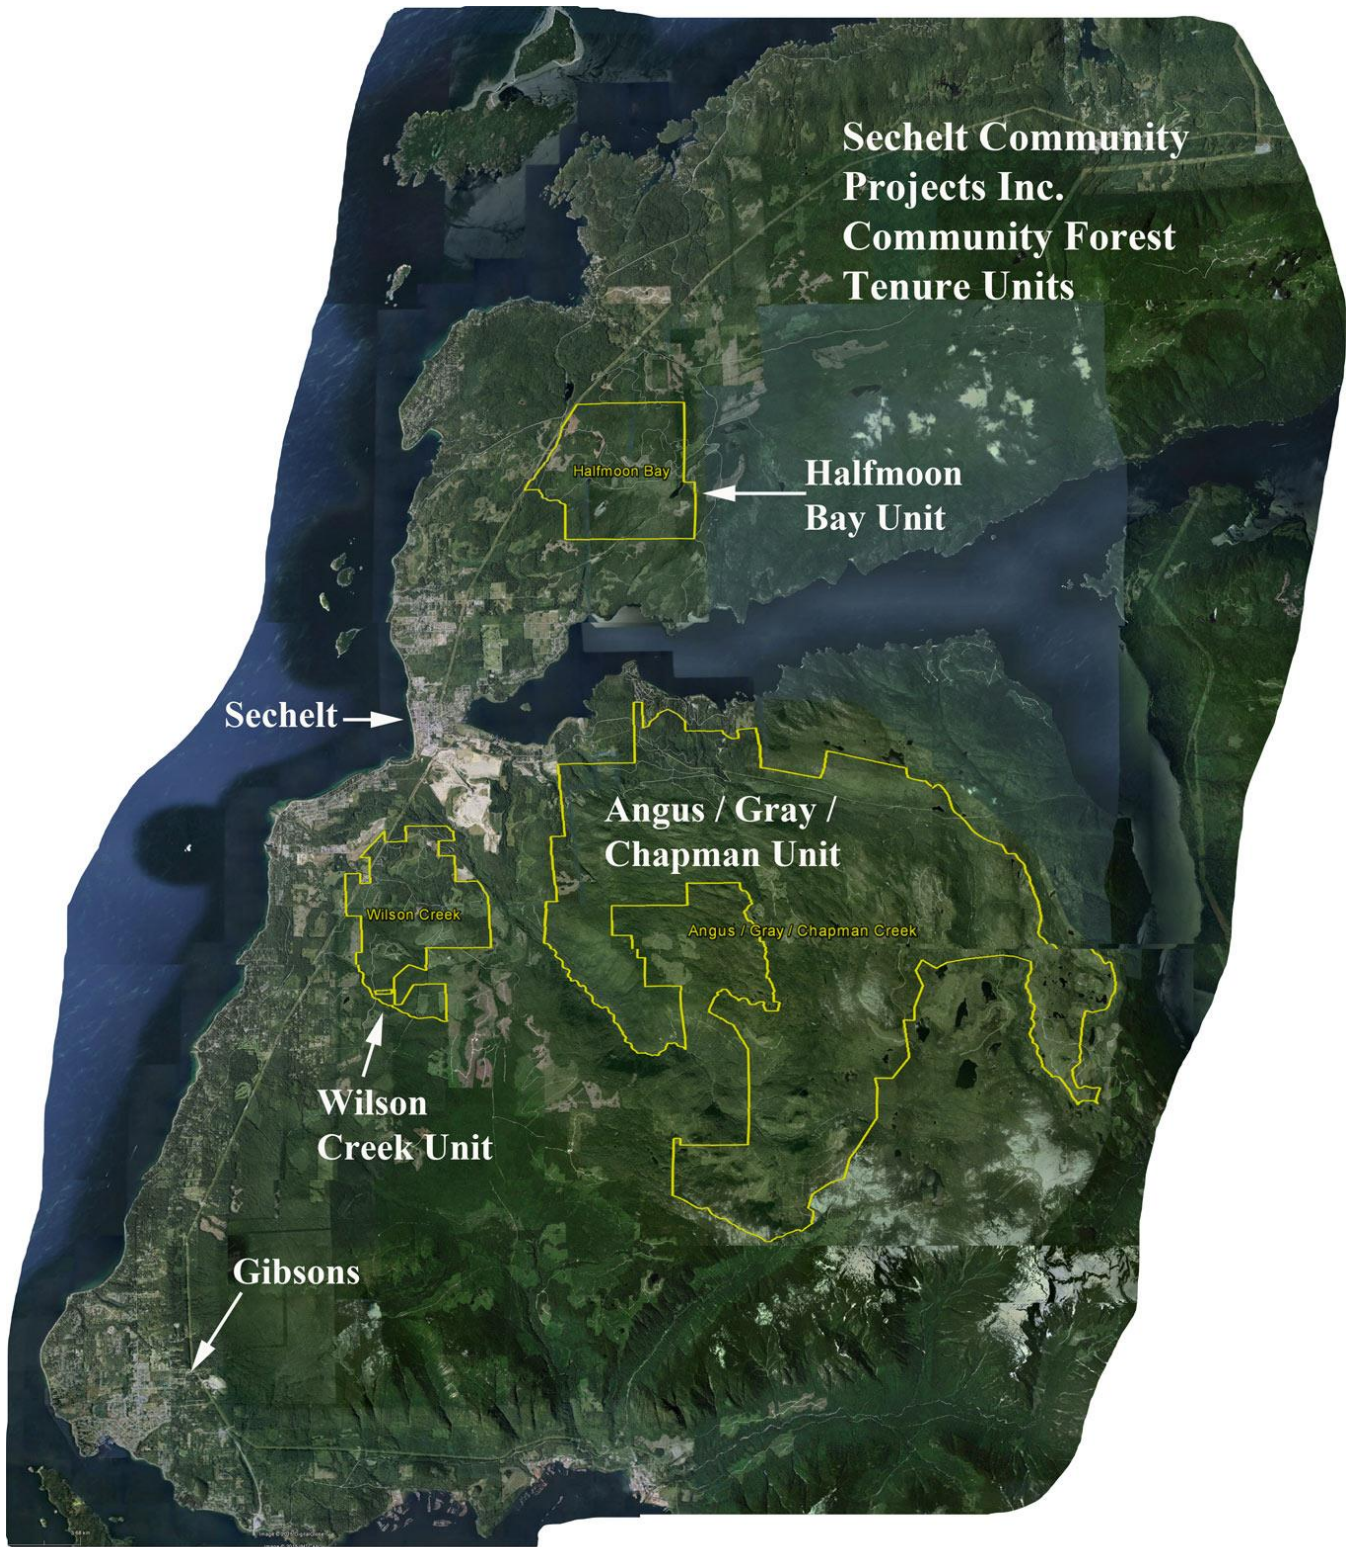 Sechelt Community
Projects Inc.
Community Forest
Tenure Units
Halfmoon Bay
Halfmoon
Bay Unit
Sechelt
Angus / Gray /
Chapman Unit
Wilson Creek
Angus / Gray / Chapman Creek
Wilson
Creek Unit
Gibsons